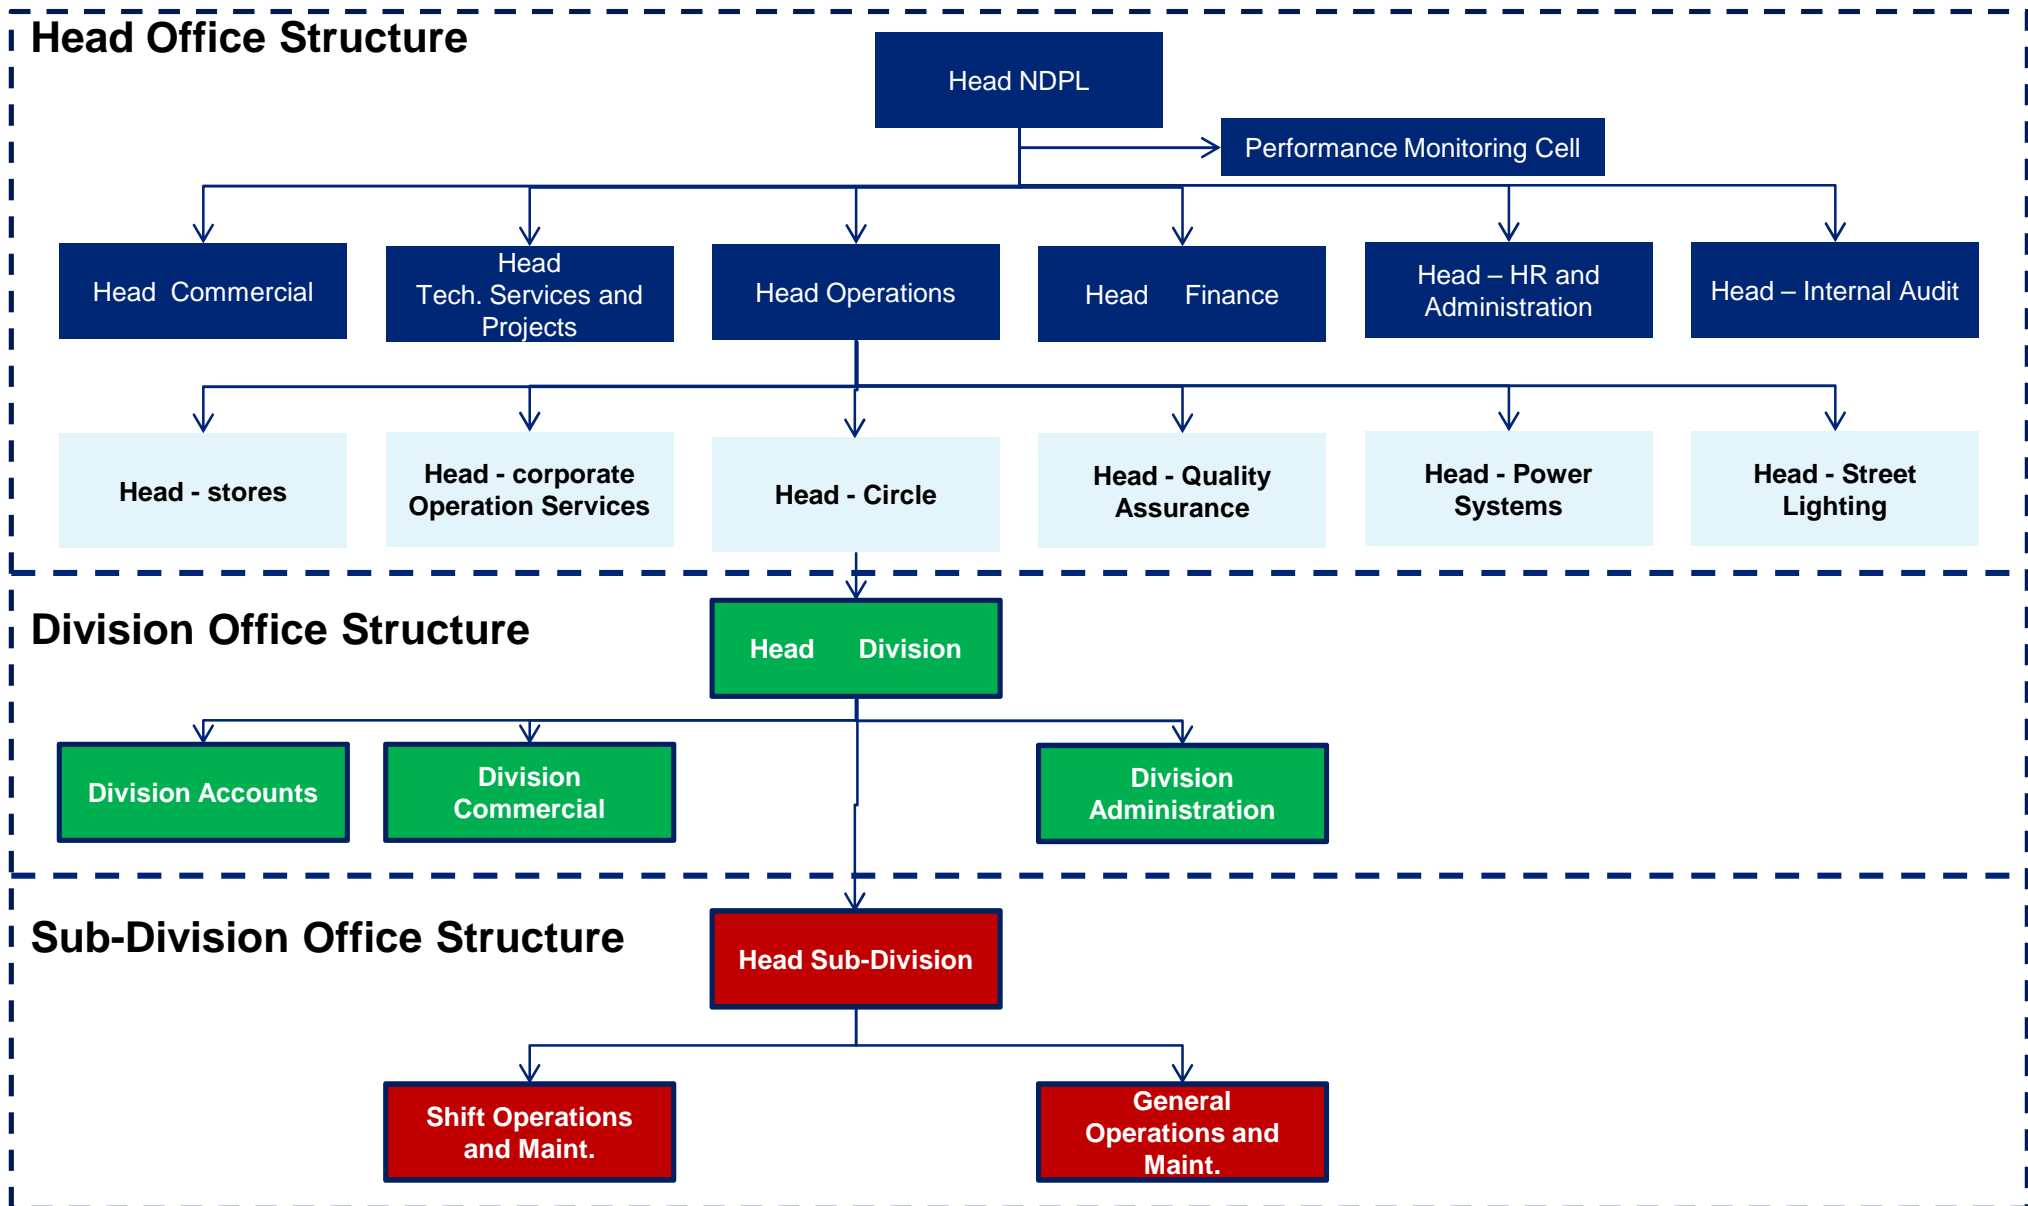 Head Office Structure
Head NDPL
Performance Monitoring Cell
Head  Commercial
Head
Tech. Services and
Projects
Head Operations
Head     Finance
Head – HR and
Administration
Head – Internal Audit
Head - stores
Head - corporate
Operation Services
Head - Circle
Head - Quality
Assurance
Head - Power
Systems
Head - Street
Lighting
Division Office Structure
Head      Division
Division Accounts
Division
Commercial
Division
Administration
Sub-Division Office Structure
Head Sub-Division
Shift Operations
and Maint.
General
Operations and
Maint.